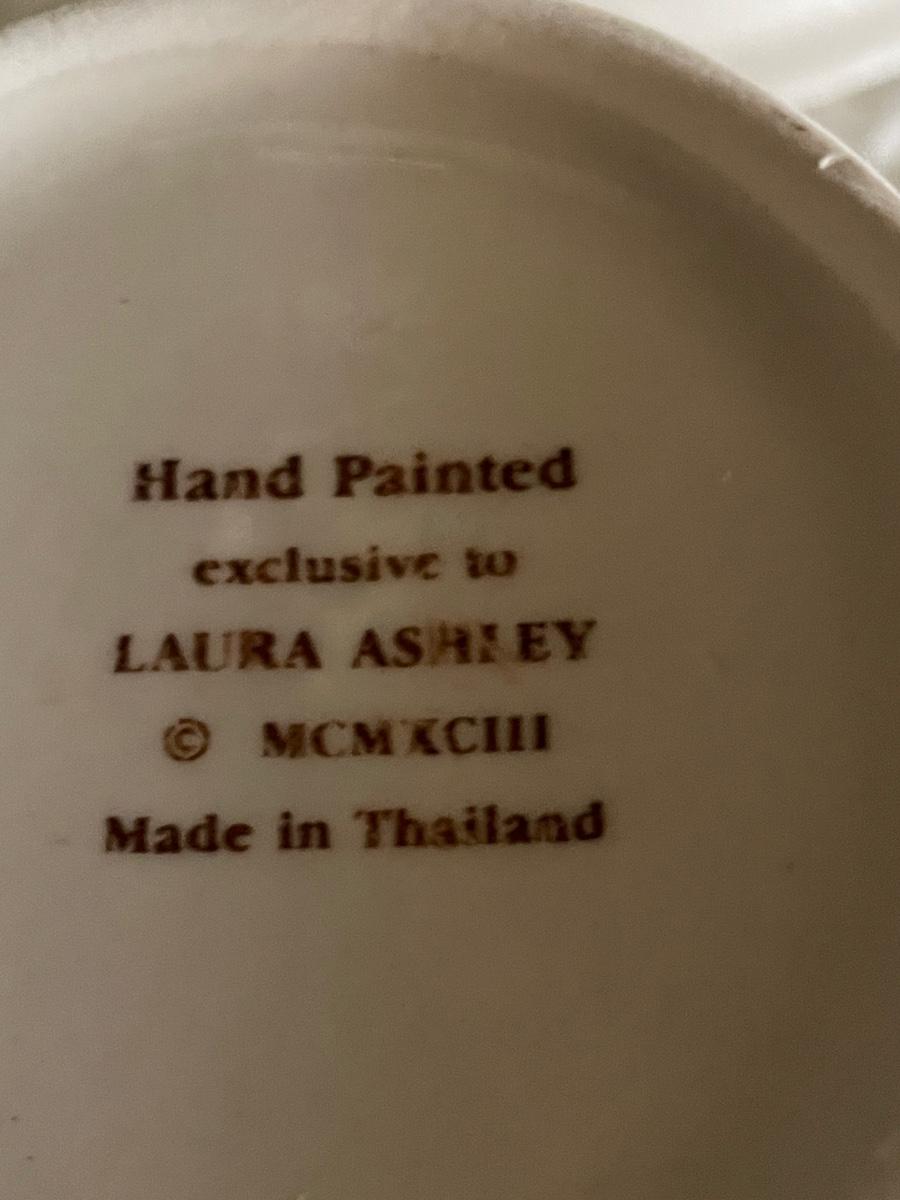 Hand Painted
exclusive to
LAURA ASHLEY
© MCMXCIII
Made in Thailand